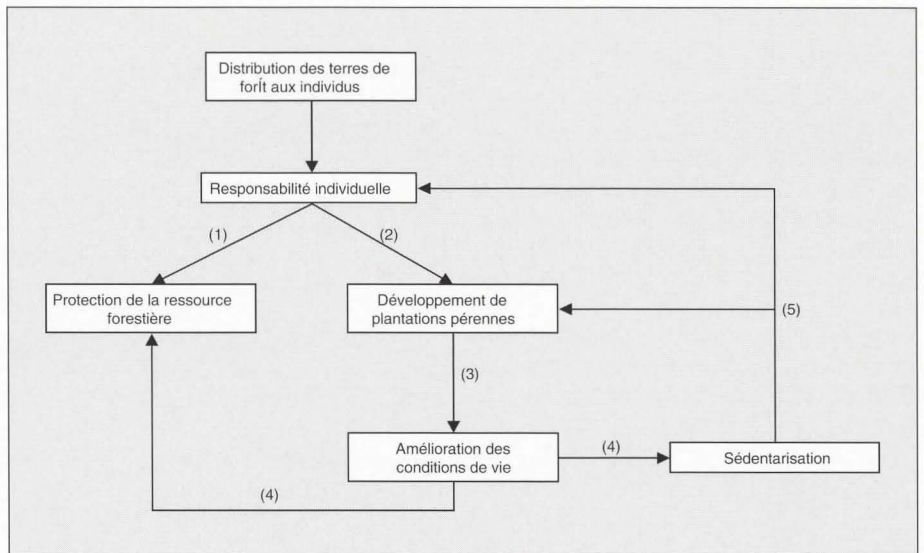 Distribution des terres de
forÍt aux individus
Responsabilité individuelle
(1)
(2)
Protection de la ressource
forestière
Développement de
plantations pérennes
(5)
(3)
Amélioration des
conditions de vie
(4)
Sédentarisation
(4)